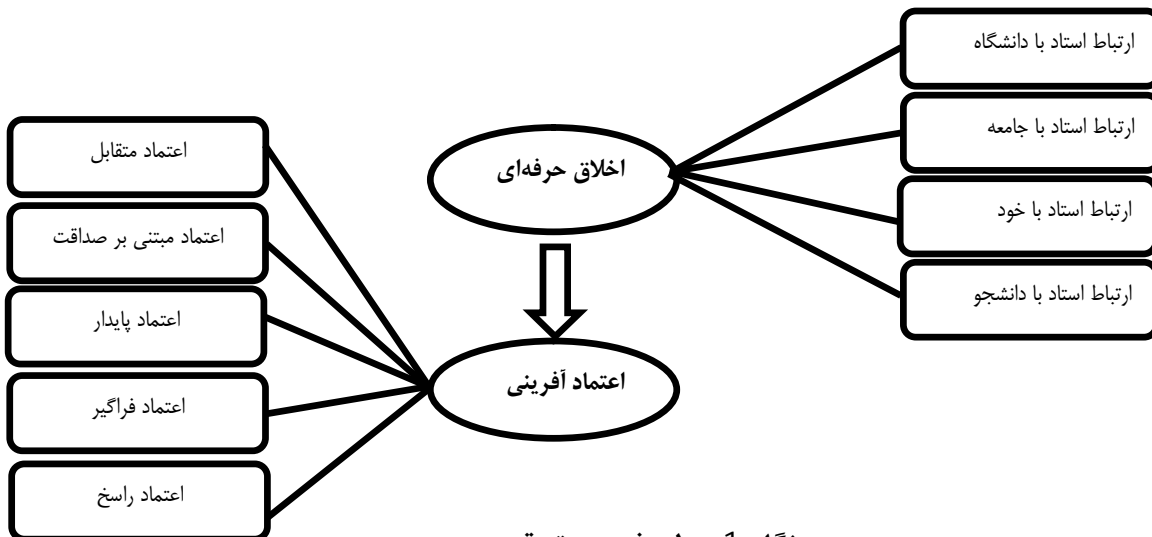 ارتباط استاد با دانشگاه
ارتباط استاد با جامعه
ارتباط استاد با خود
ارتباط استاد با دانشجو
اخلاق حرفه‌ای
اعتماد آفرینی
اعتماد متقابل
اعتماد مبتنی بر صداقت
اعتماد پایدار
اعتماد فراگیر
اعتماد راسخ